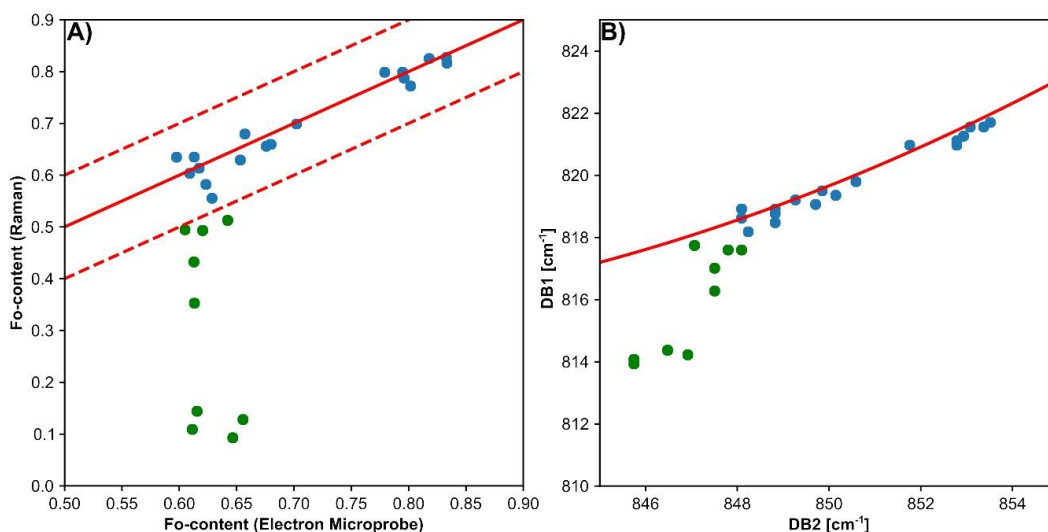 A)
0.9
0.8
0.7
0.6
0.5
0.4
0.3
0.2
0.1
0.0
Fo-content (Raman)
0.50 0.55 0.60 0.65 0.70 0.75 0.80 0.85 0.90
Fo-content (Electron Microprobe)
B)
824
822
820
818
816
814
812
810
DB1 [cm⁻¹]
846 848 850 852 854
DB2 [cm⁻¹]